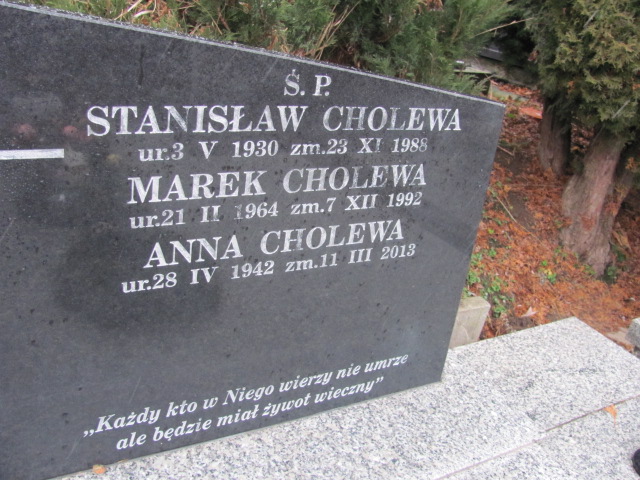 Ś. P.
STANISŁAW CHOLEWA
ur.3 V 1930 zm.23 XI 1988
MAREK CHOLEWA
ur.21 II 1964 zm.7 XII 1992
ANNA CHOLEWA
ur.28 IV 1942 zm.11 III 2013
„Każdy kto w Niego wierzy nie umrze
ale będzie miał żywot wieczny”